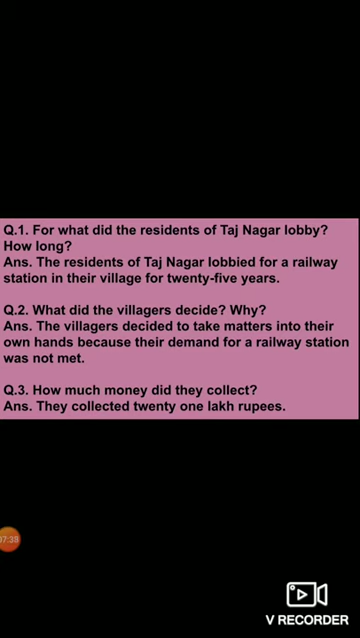 Q.1. For what did the residents of Taj Nagar lobby?
How long?
Ans. The residents of Taj Nagar lobbied for a railway
station in their village for twenty-five years.
Q.2. What did the villagers decide? Why?
Ans. The villagers decided to take matters into their
own hands because their demand for a railway station
was not met.
Q.3. How much money did they collect?
Ans. They collected twenty one lakh rupees.
07:38
V RECORDER